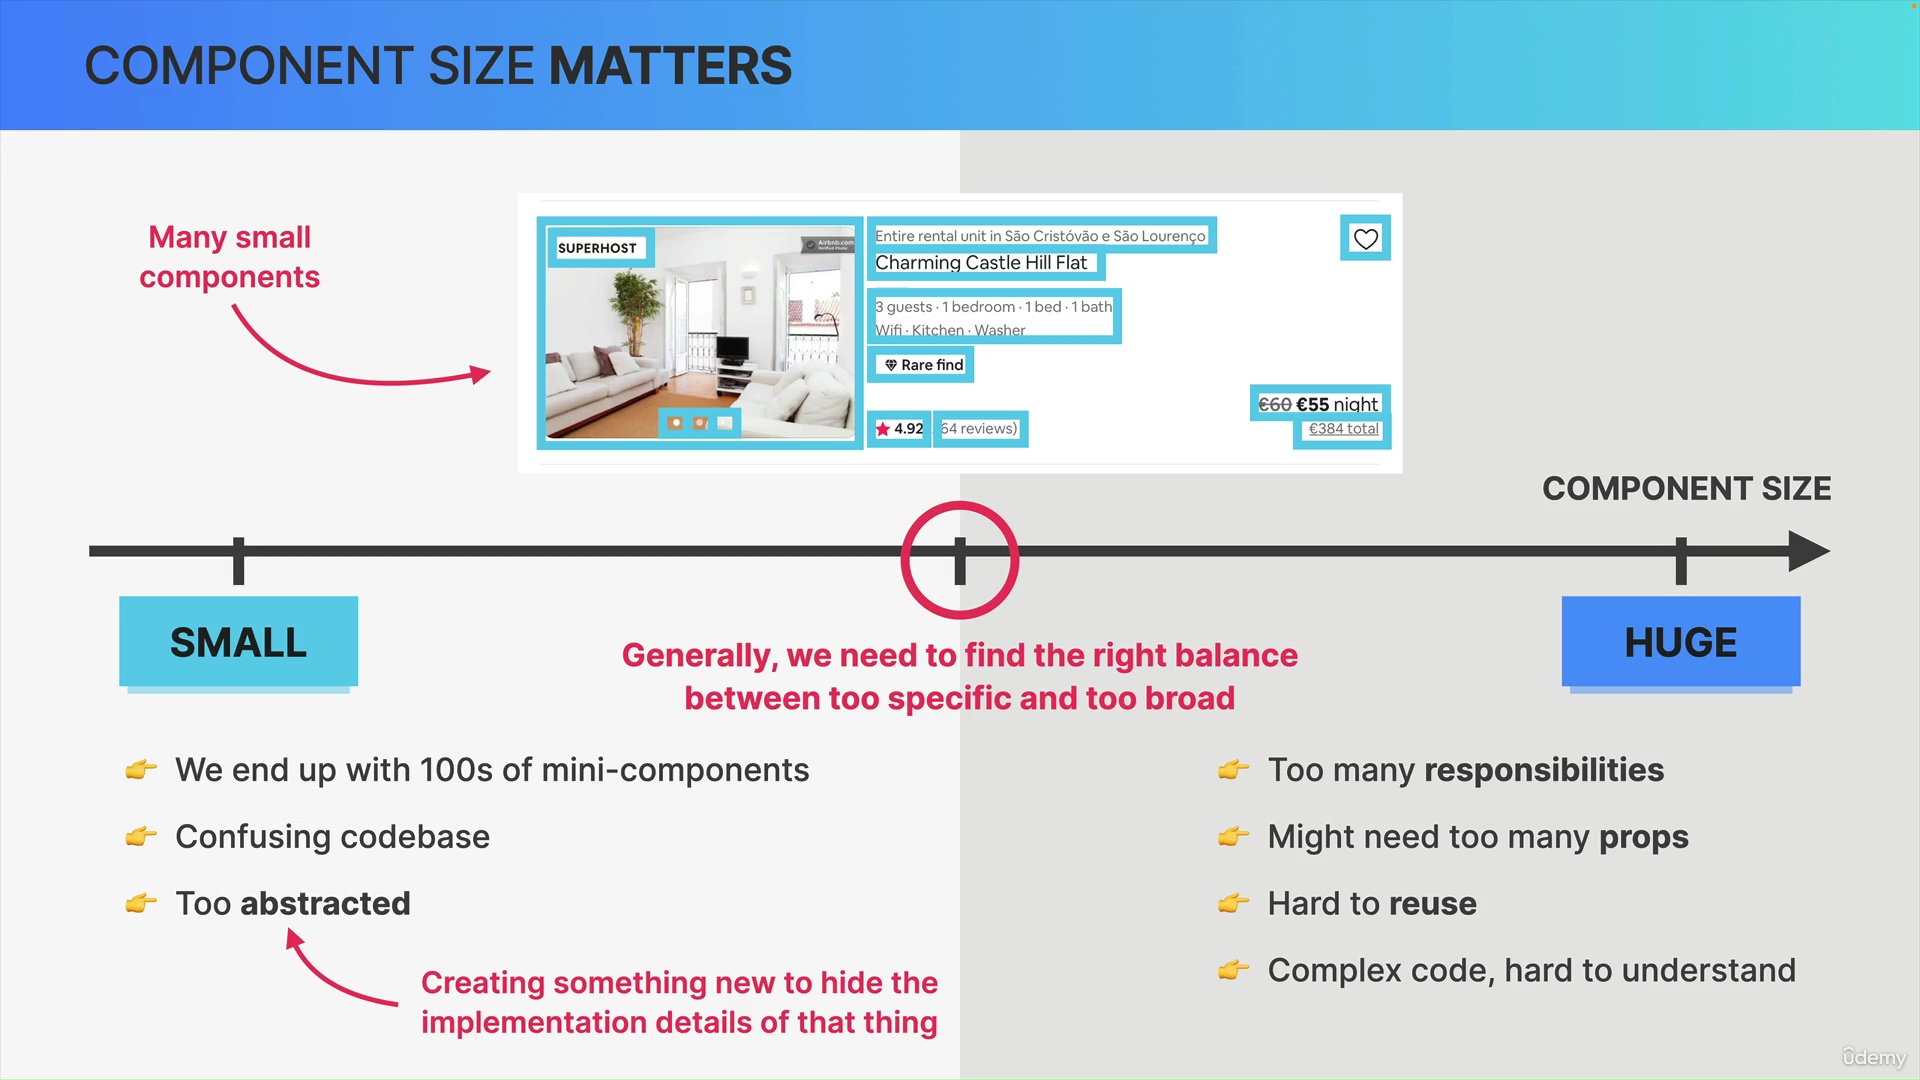 COMPONENT SIZE MATTERS
Many small
components
SUPERHOST
Airbnb.com
Verified Photo
Entire rental unit in São Cristóvão e São Lourenço
Charming Castle Hill Flat
3 guests · 1 bedroom · 1 bed · 1 bath
Wifi · Kitchen · Washer
Rare find
4.92
64 reviews)
€60 €55 night
€384 total
COMPONENT SIZE
SMALL
HUGE
Generally, we need to find the right balance
between too specific and too broad
We end up with 100s of mini-components
Confusing codebase
Too abstracted
Creating something new to hide the
implementation details of that thing
Too many responsibilities
Might need too many props
Hard to reuse
Complex code, hard to understand
ûdemy